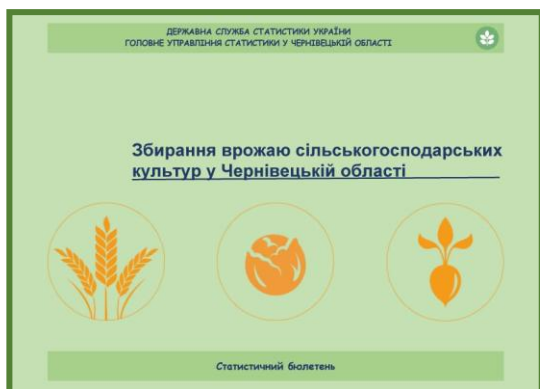 ДЕРЖАВНА СЛУЖБА СТАТИСТИКИ УКРАЇНИ
ГОЛОВНЕ УПРАВЛІННЯ СТАТИСТИКИ У ЧЕРНІВЕЦЬКІЙ ОБЛАСТІ
Збирання врожаю сільськогосподарських
культур у Чернівецькій області
Статистичний бюлетень